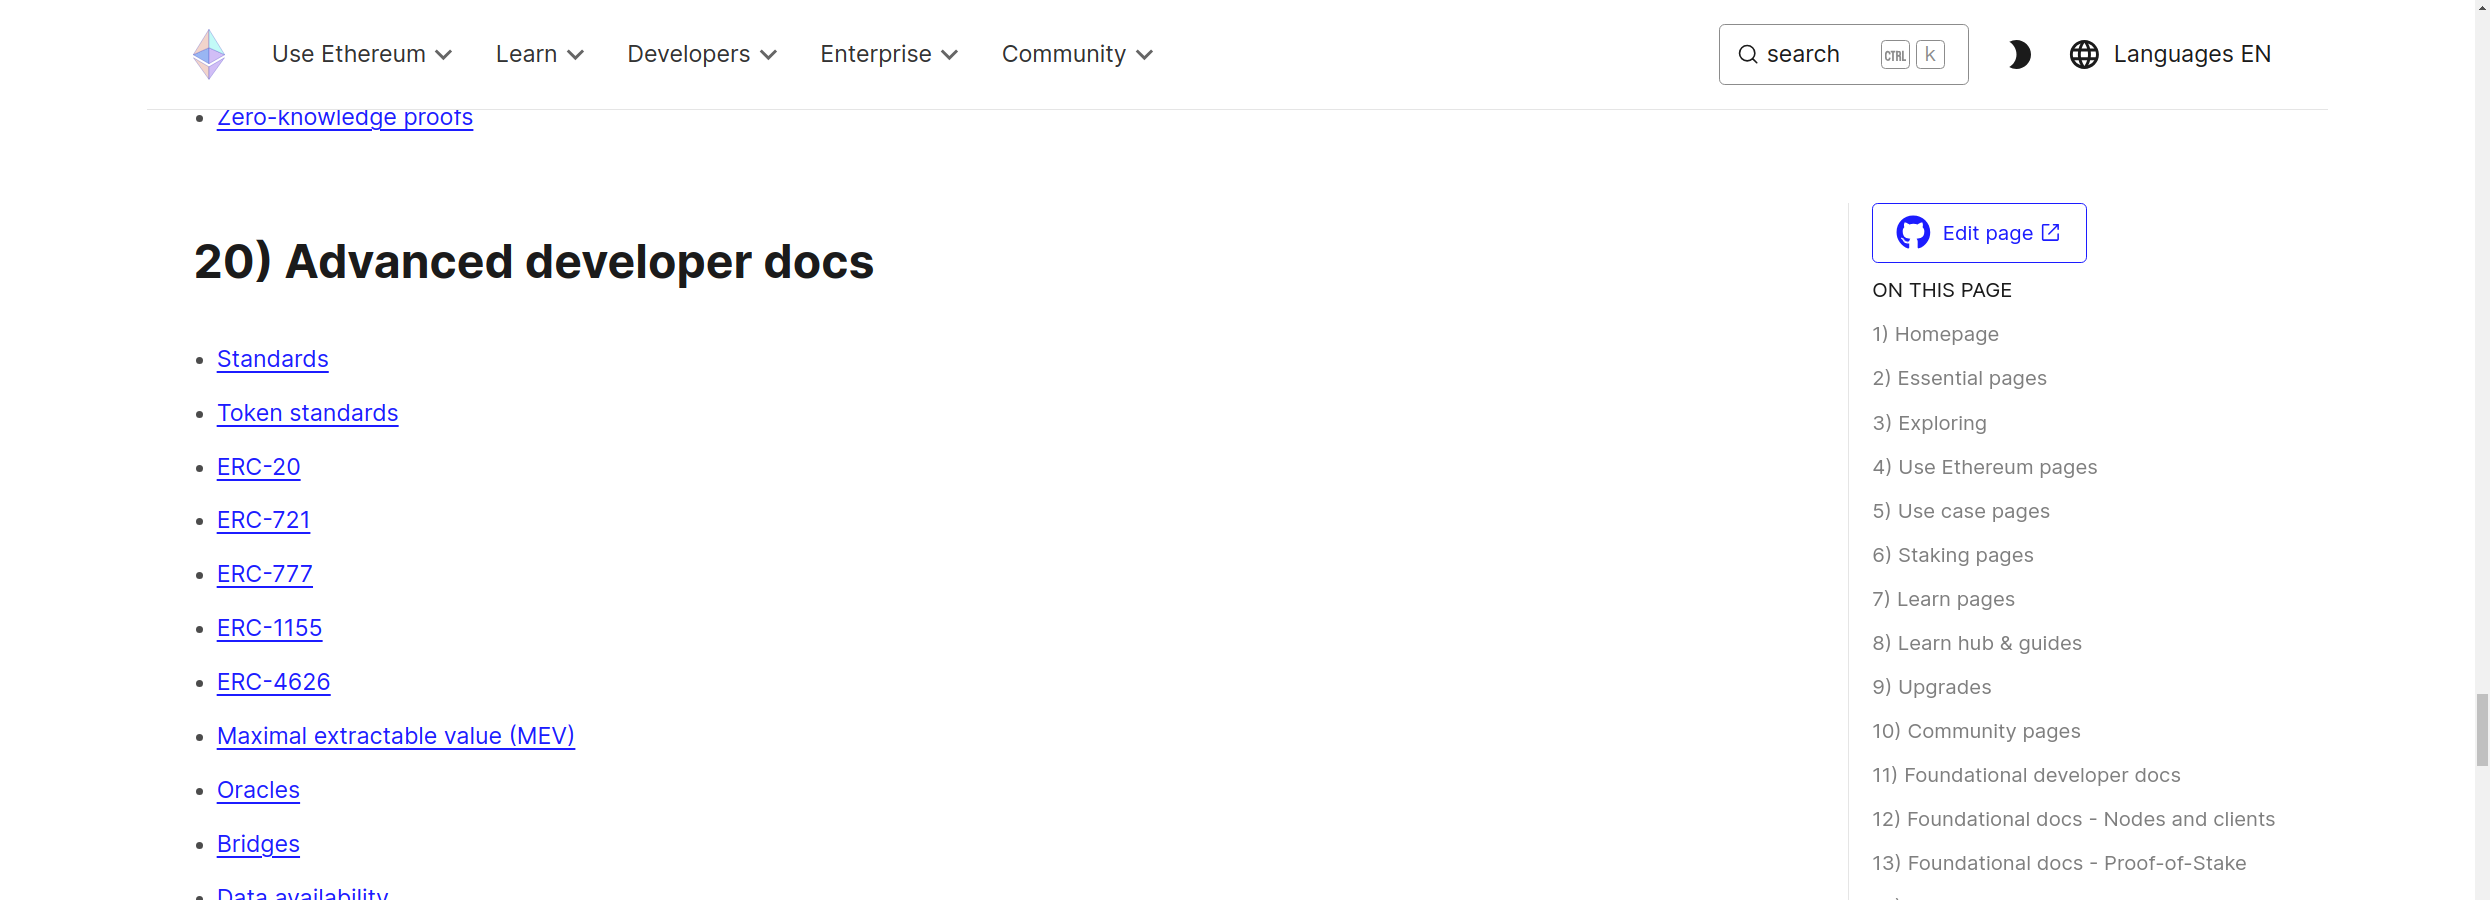 Use Ethereum Learn Developers Enterprise Community search CTRL k Languages EN
Zero-knowledge proofs
20) Advanced developer docs
Standards
Token standards
ERC-20
ERC-721
ERC-777
ERC-1155
ERC-4626
Maximal extractable value (MEV)
Oracles
Bridges
Data availability
Edit page
ON THIS PAGE
1) Homepage
2) Essential pages
3) Exploring
4) Use Ethereum pages
5) Use case pages
6) Staking pages
7) Learn pages
8) Learn hub & guides
9) Upgrades
10) Community pages
11) Foundational developer docs
12) Foundational docs - Nodes and clients
13) Foundational docs - Proof-of-Stake